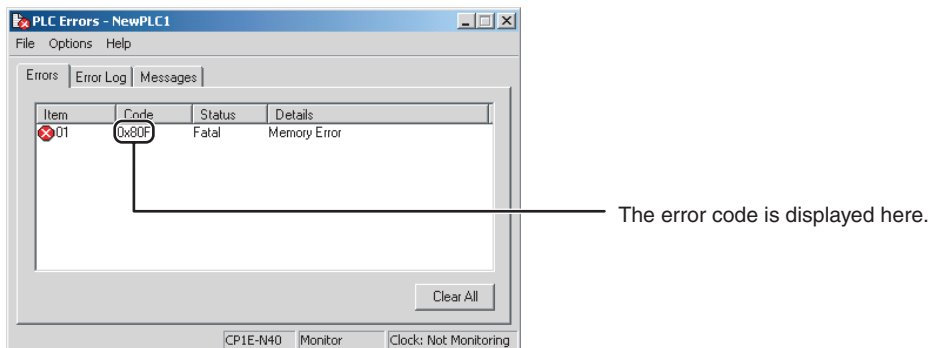 PLC Errors - NewPLC1
File Options Help
Errors Error Log Messages
Item Code Status Details
01 0x80F Fatal Memory Error
The error code is displayed here.
Clear All
CP1E-N40 Monitor Clock: Not Monitoring